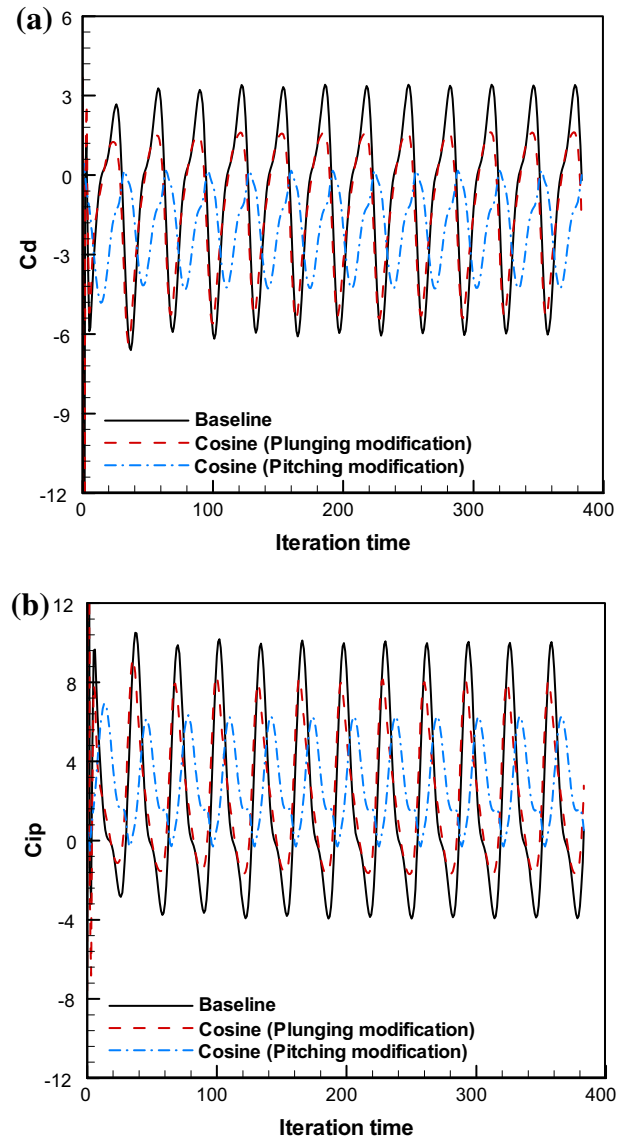 (a)
6
3
0
-3
-6
-9
-12
Cd
Baseline
Cosine (Plunging modification)
Cosine (Pitching modification)
0 100 200 300 400
Iteration time
(b)
12
8
4
0
-4
-8
-12
Cip
Baseline
Cosine (Plunging modification)
Cosine (Pitching modification)
0 100 200 300 400
Iteration time